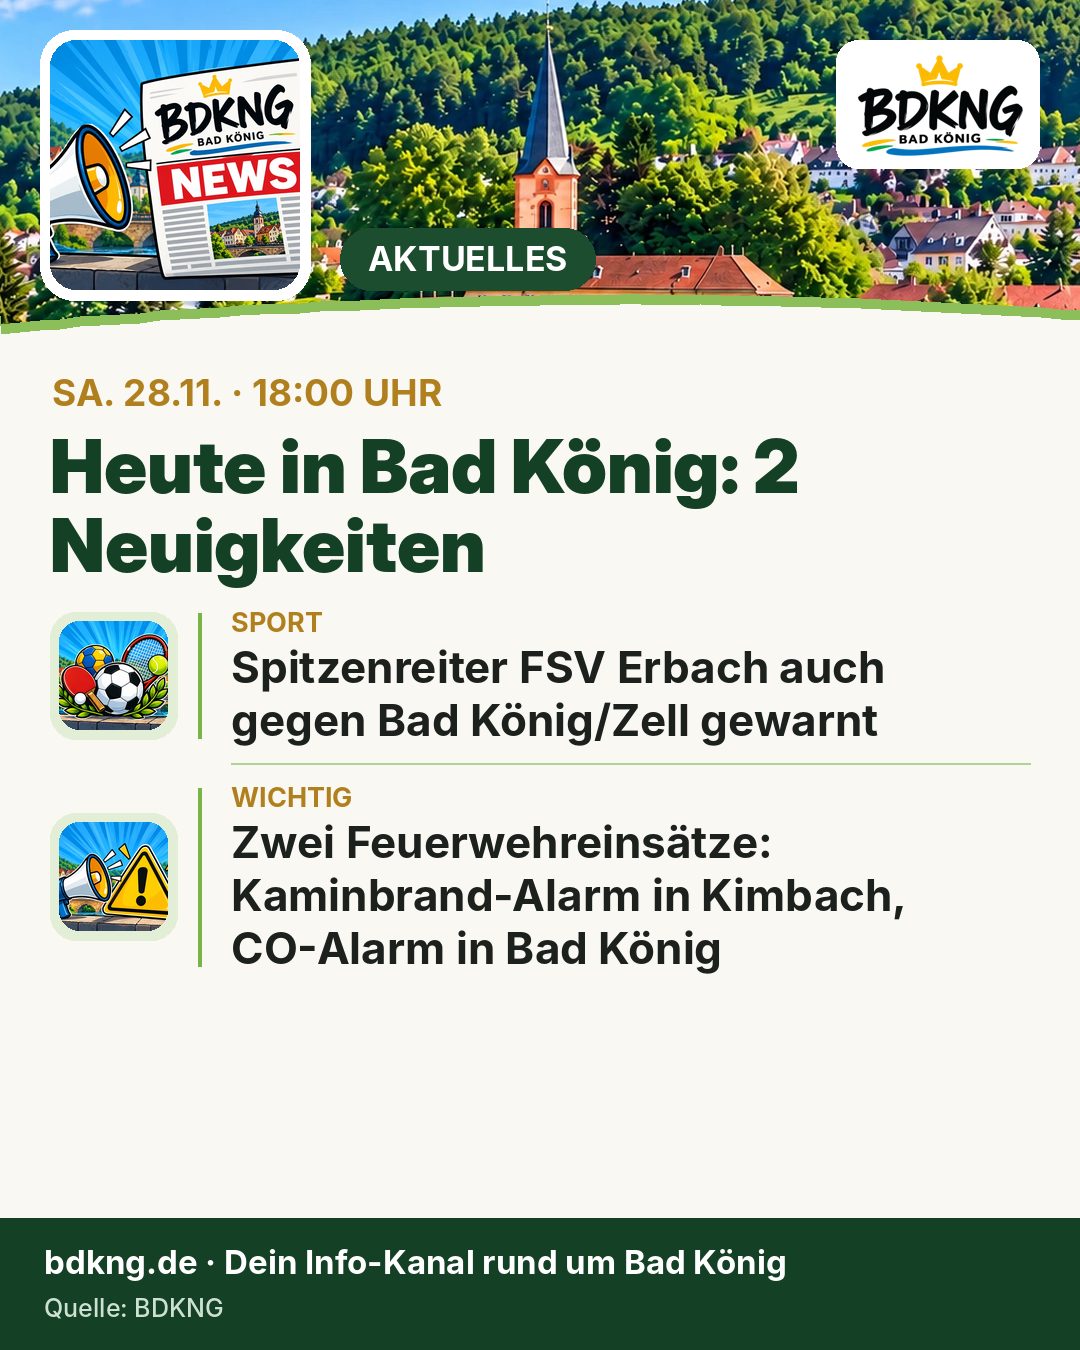 BDKNG
BAD KÖNIG
NEWS
BDKNG
BAD KÖNIG
AKTUELLES
SA. 28.11. · 18:00 UHR
Heute in Bad König: 2
Neuigkeiten
SPORT
Spitzenreiter FSV Erbach auch
gegen Bad König/Zell gewarnt
WICHTIG
Zwei Feuerwehreinsätze:
Kaminbrand-Alarm in Kimbach,
CO-Alarm in Bad König
bdkng.de · Dein Info-Kanal rund um Bad König
Quelle: BDKNG